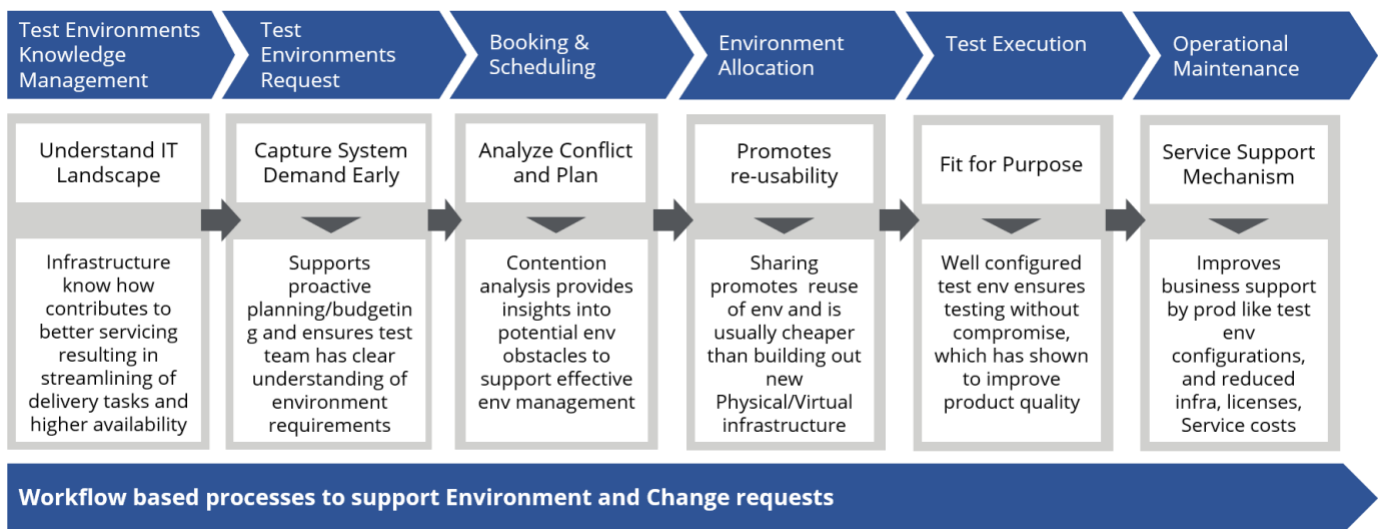 Test Environments
Knowledge
Management
Test
Environments
Request
Booking &
Scheduling
Environment
Allocation
Test Execution
Operational
Maintenance
Understand IT
Landscape
Capture System
Demand Early
Analyze Conflict
and Plan
Promotes
re-usability
Fit for Purpose
Service Support
Mechanism
Infrastructure
know how
contributes to
better servicing
resulting in
streamlining of
delivery tasks and
higher availability
Supports
proactive
planning/budgetin
g and ensures test
team has clear
understanding of
environment
requirements
Contention
analysis provides
insights into
potential env
obstacles to
support effective
env management
Sharing
promotes  reuse
of env and is
usually cheaper
than building out
new
Physical/Virtual
infrastructure
Well configured
test env ensures
testing without
compromise,
which has shown
to improve
product quality
Improves
business support
by prod like test
env
configurations,
and reduced
infra, licenses,
Service costs
Workflow based processes to support Environment and Change requests